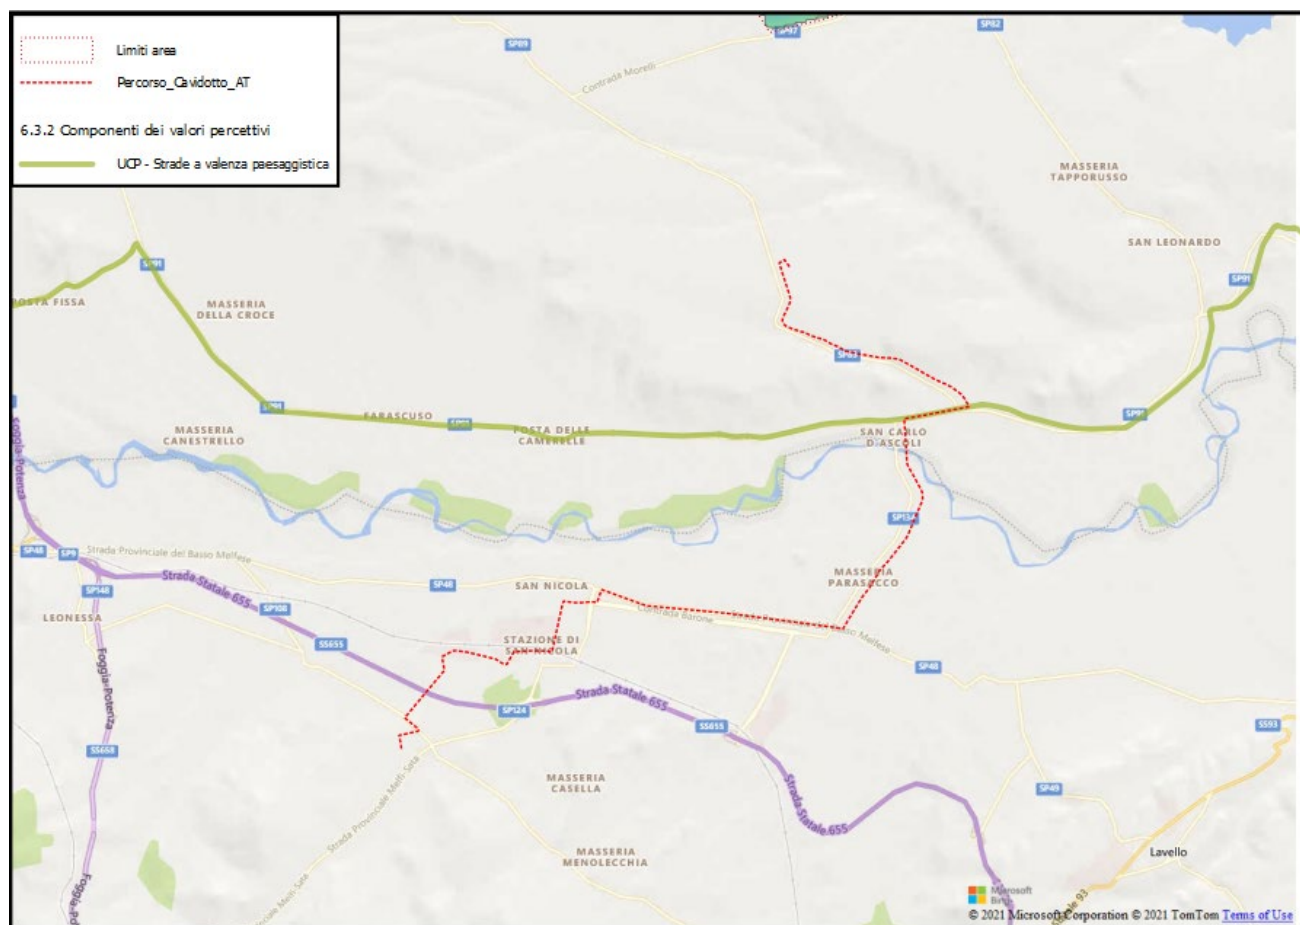 Limiti area
Percorso_Cavidotto_AT
6.3.2 Componenti dei valori percettivi
UCP - Strade a valenza paesaggistica
SP97
SP82
SP89
Contrada Morelli
MASSERIA
TAPPORUSSO
SAN LEONARDO
SP91
SP91
POSTA FISSA
MASSERIA
DELLA CROCE
FARASCUSO
SP91
MASSERIA
CANESTRELLO
POSTA DELLE
CAMERELLE
SAN CARLO
D'ASCOLI
SP91
Foggia-Potenza
SP48
SP9
Strada Provinciale del Basso Melfese
SP148
Strada Statale 655
SP108
SP48
SAN NICOLA
MASSERIA
PARASACCO
LEONESSA
SS655
STAZIONE DI
SAN NICOLA
Contrada Barone
Basso Melfese
SP48
Foggia-Potenza
SP124
Strada Statale 655
SS655
SS93
SS658
MASSERIA
CASELLA
Strada Statale 655
SP49
Strada Provinciale Melfi-Sata
MASSERIA
MENOLECCHIA
Lavello
Microsoft
Bing
© 2021 Microsoft Corporation © 2021 TomTom Terms of Use